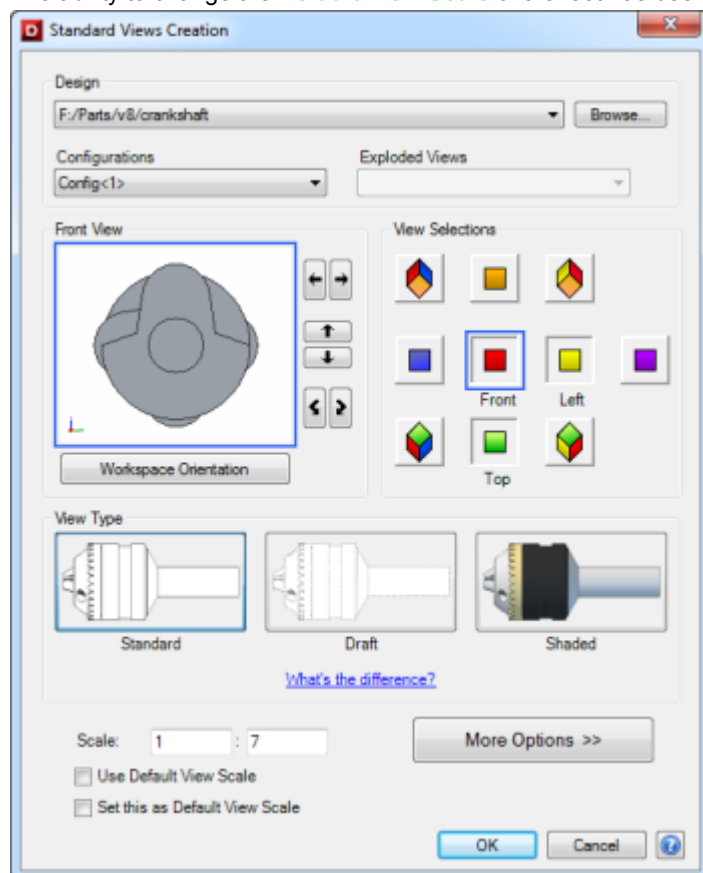 Standard Views Creation
Design
F:/Parts/v8/crankshaft
Browse...
Configurations
Exploded Views
Config<1>
Front View
View Selections
Front
Left
Workspace Orientation
Top
View Type
Standard
Draft
Shaded
What's the difference?
Scale:
1 : 7
More Options >>
Use Default View Scale
Set this as Default View Scale
OK
Cancel